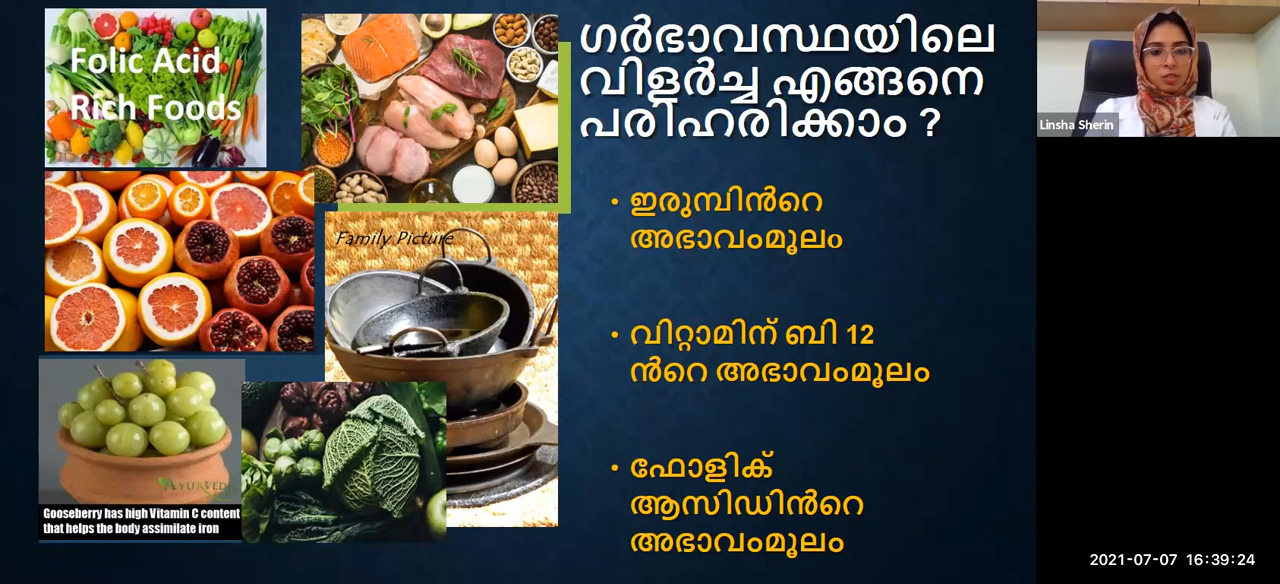 Folic Acid
Rich Foods
Family Picture
AYURVED
Gooseberry has high Vitamin C content
that helps the body assimilate iron
ഗർഭാവസ്ഥയിലെ
വിളർച്ച എങ്ങനെ
പരിഹരിക്കാം ?
• ഇരുമ്പിൻറെ
അഭാവംമൂലം
• വിറ്റാമിന് ബി 12
ൻറെ അഭാവംമൂലം
• ഫോളിക്
ആസിഡിൻറെ
അഭാവംമൂലം
Linsha Sherin
2021-07-07 16:39:24